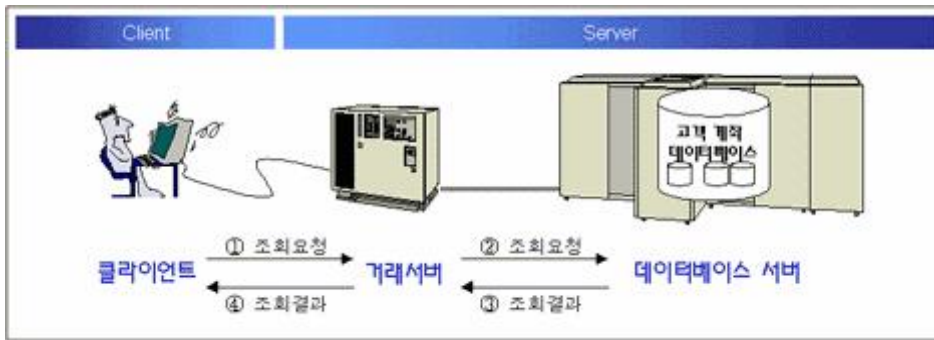 Client
Server
고객 계좌
데이터베이스
① 조회요청
② 조회요청
클라이언트
거래서버
데이터베이스 서버
④ 조회결과
③ 조회결과